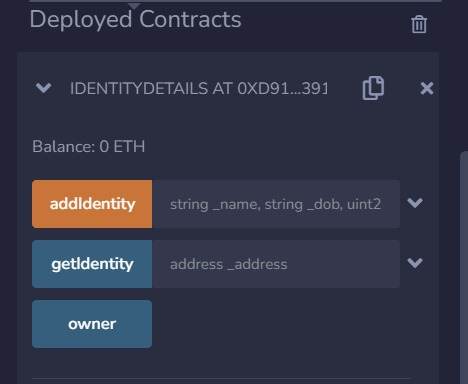 Deployed Contracts
IDENTITYDETAILS AT 0XD91...391
Balance: 0 ETH
addIdentity string _name, string _dob, uint2
getIdentity address _address
owner